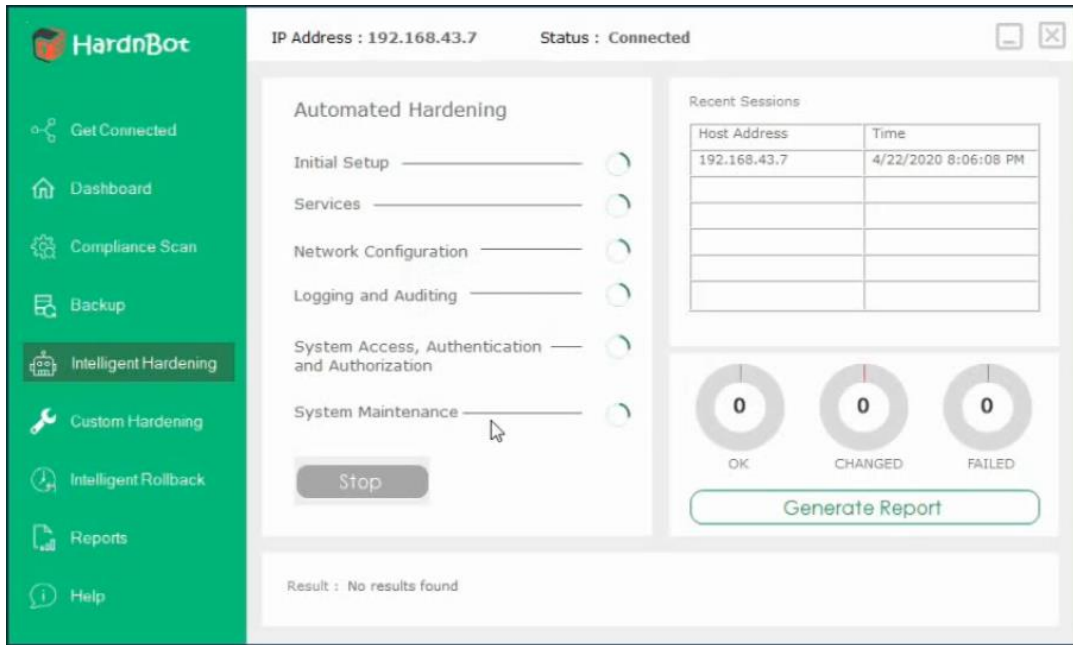 HardnBot
IP Address : 192.168.43.7
Status : Connected
Get Connected
Dashboard
Compliance Scan
Backup
Intelligent Hardening
Custom Hardening
Intelligent Rollback
Reports
Help
Automated Hardening
Initial Setup
Services
Network Configuration
Logging and Auditing
System Access, Authentication
and Authorization
System Maintenance
Stop
Recent Sessions
Host Address Time
192.168.43.7 4/22/2020 8:06:08 PM
0 0 0
OK CHANGED FAILED
Generate Report
Result : No results found